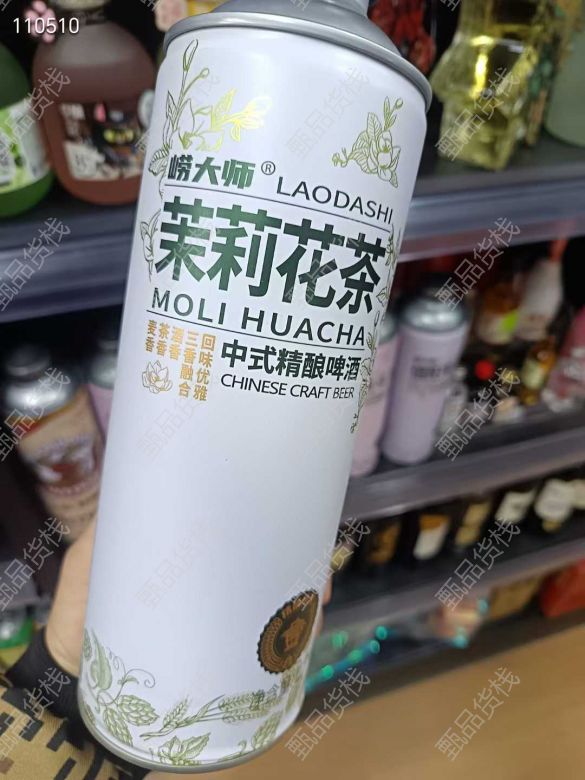 110510
崂大师®
LAODASHI
茉莉花茶
MOLI HUACHA
中式精酿啤酒
CHINESE CRAFT BEER
麦香
茶香
酒香
三香融合
回味优雅
净含
甄品货栈